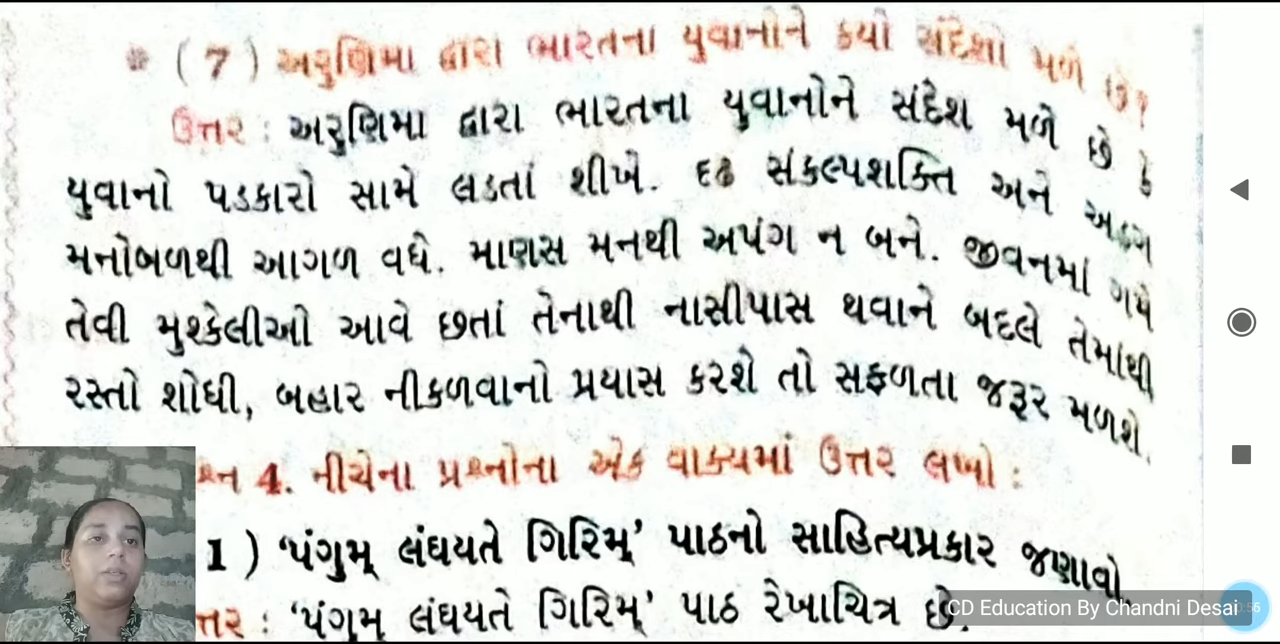 * (7) અરુણિમા દ્વારા ભારતના યુવાનોને કયો સંદેશો મળે છે?
ઉત્તર : અરુણિમા દ્વારા ભારતના યુવાનોને સંદેશ મળે છે કે
યુવાનો પડકારો સામે લડતાં શીખે. દૃઢ સંકલ્પશક્તિ અને અડગ
મનોબળથી આગળ વધે. માણસ મનથી અપંગ ન બને. જીવનમાં ગમે
તેવી મુશ્કેલીઓ આવે છતાં તેનાથી નાસીપાસ થવાને બદલે તેમાંથી
રસ્તો શોધી, બહાર નીકળવાનો પ્રયાસ કરશે તો સફળતા જરૂર મળશે.
શ્ન 4. નીચેના પ્રશ્નોના એક વાક્યમાં ઉત્તર લખો :
1) ‘પંગુમ્ લંઘયતે ગિરિમ્’ પાઠનો સાહિત્યપ્રકાર જણાવો.
ત્તર : ‘પંગુમ્ લંઘયતે ગિરિમ્’ પાઠ રેખાચિત્ર છે.
CD Education By Chandni Desai